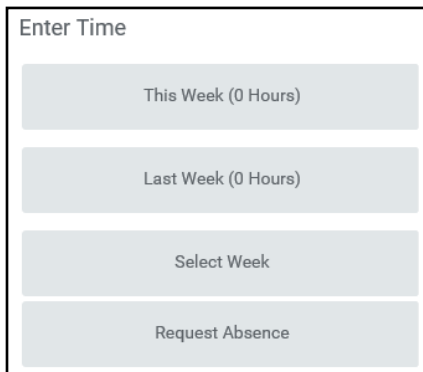 Enter Time
This Week (0 Hours)
Last Week (0 Hours)
Select Week
Request Absence